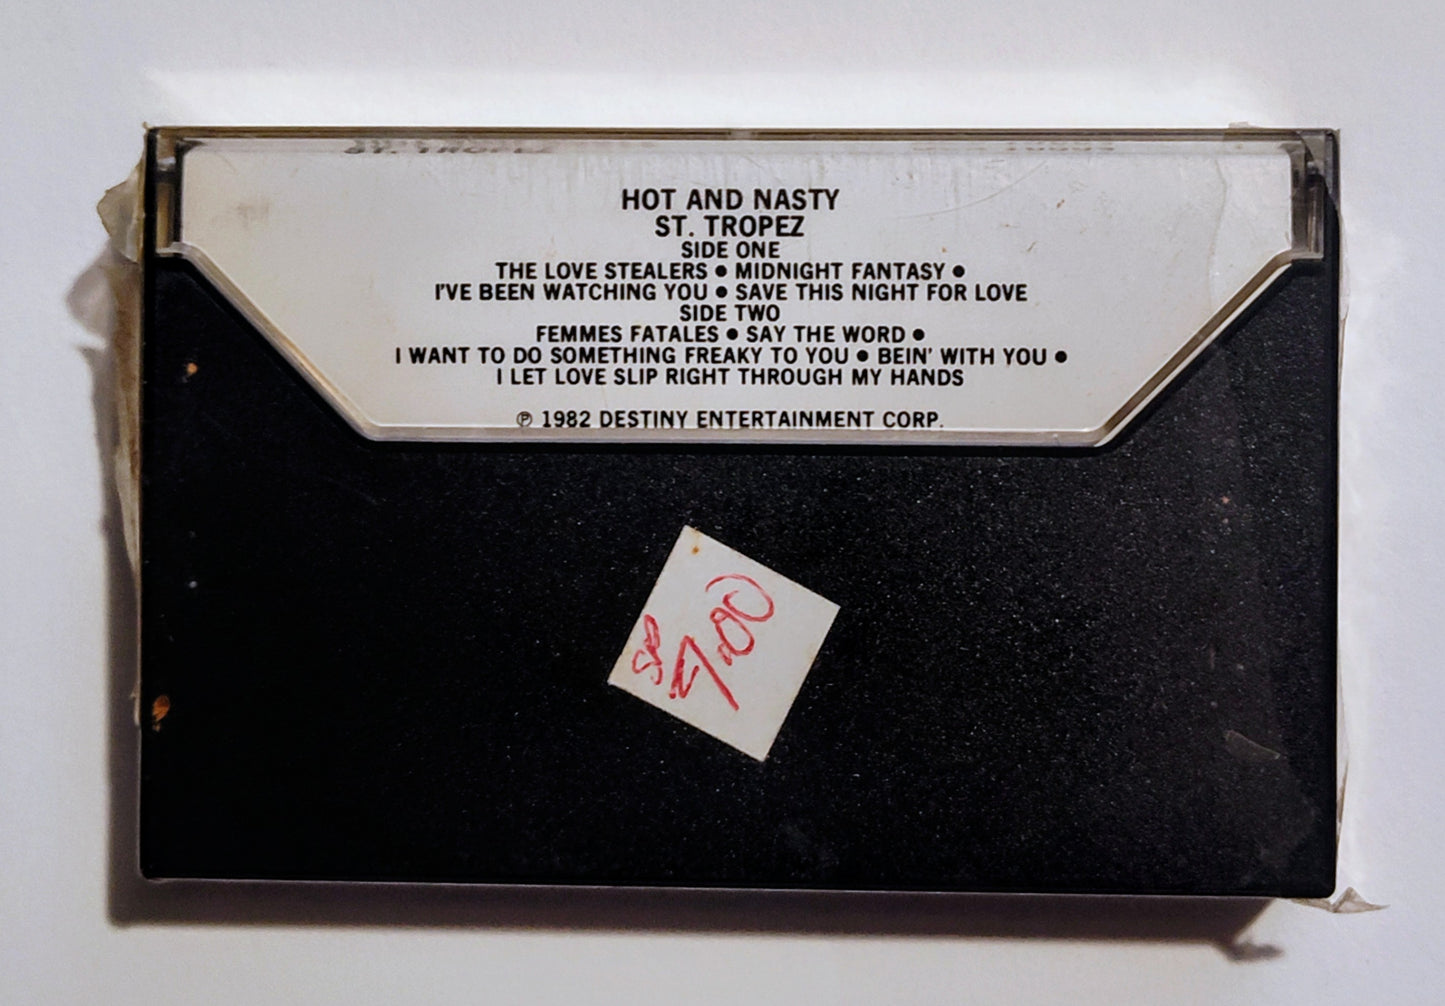 ST. TROPEZ
HOT AND NASTY
ST. TROPEZ
SIDE ONE
THE LOVE STEALERS • MIDNIGHT FANTASY •
I'VE BEEN WATCHING YOU • SAVE THIS NIGHT FOR LOVE
SIDE TWO
FEMMES FATALES • SAY THE WORD •
I WANT TO DO SOMETHING FREAKY TO YOU • BEIN' WITH YOU •
I LET LOVE SLIP RIGHT THROUGH MY HANDS
℗ 1982 DESTINY ENTERTAINMENT CORP.
7.00